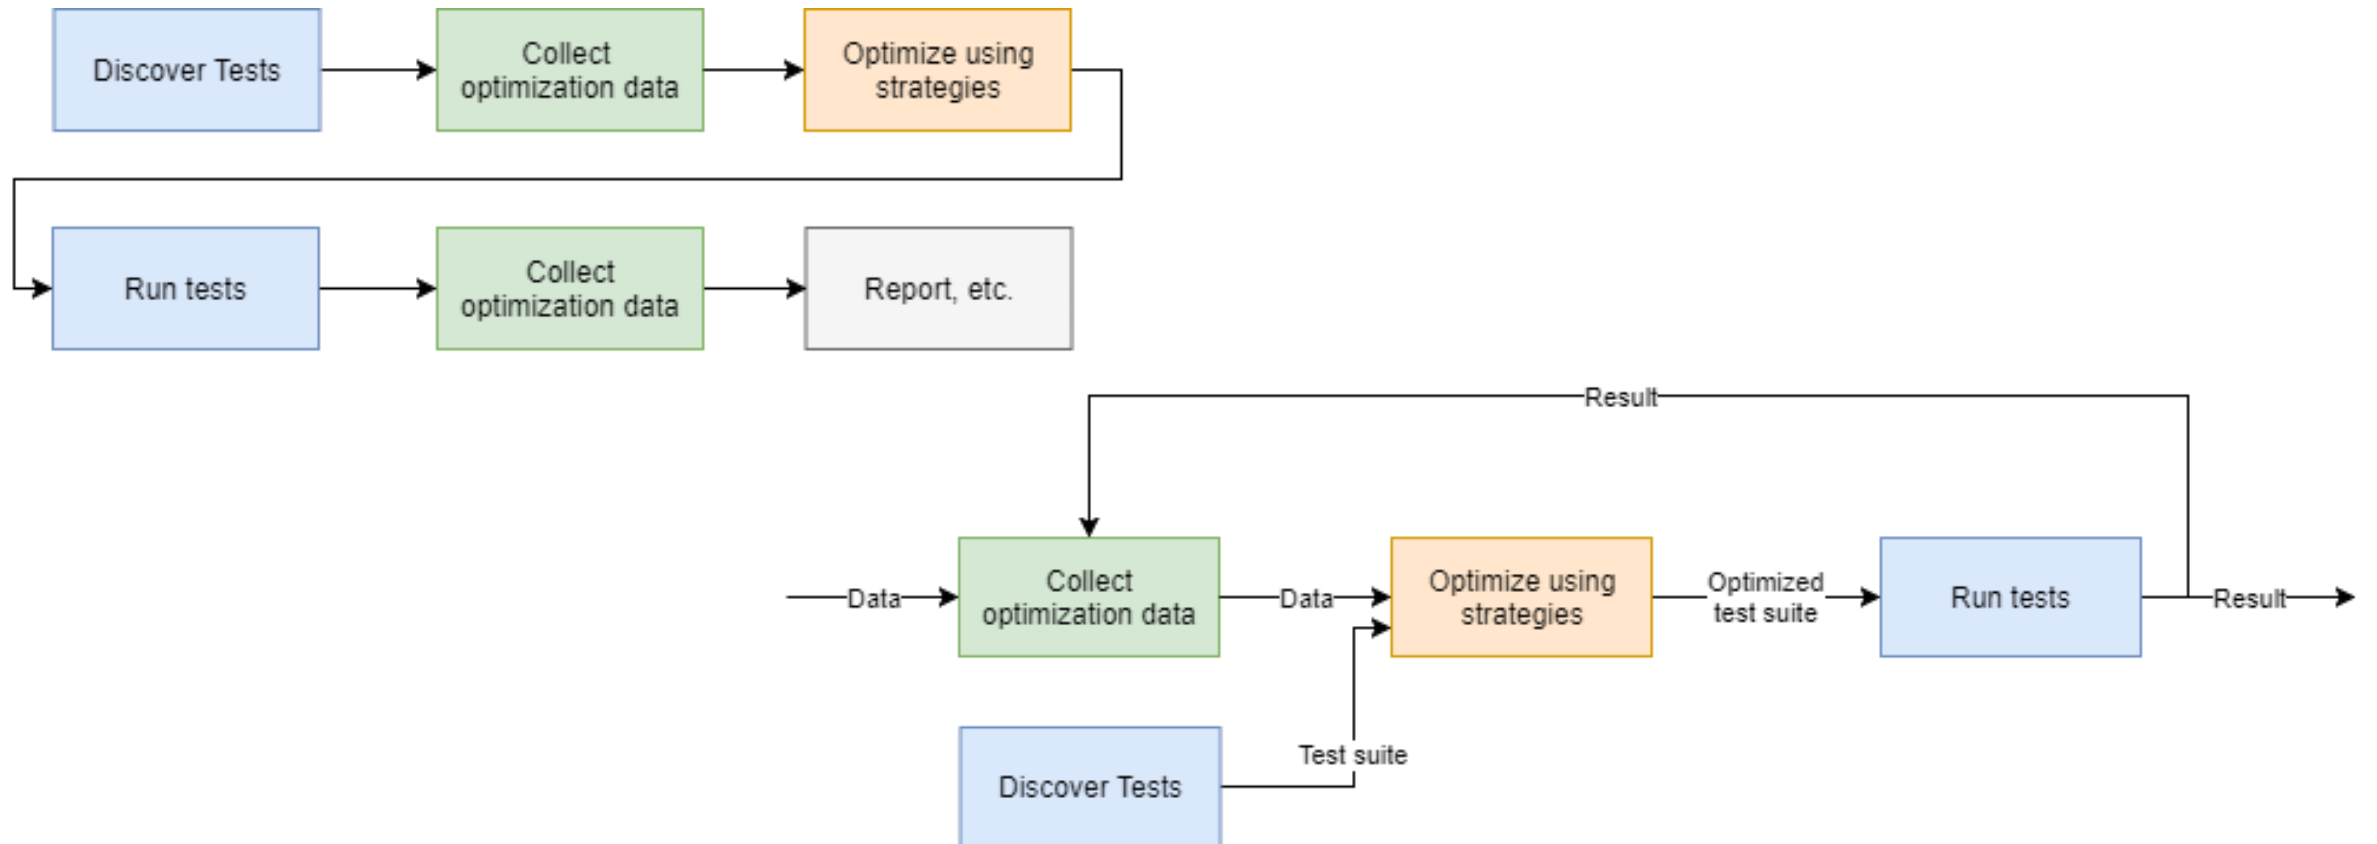 Discover Tests
Collect
optimization data
Optimize using
strategies
Run tests
Collect
optimization data
Report, etc.
Result
Data
Collect
optimization data
Data
Optimize using
strategies
Optimized
test suite
Run tests
Result
Test suite
Discover Tests